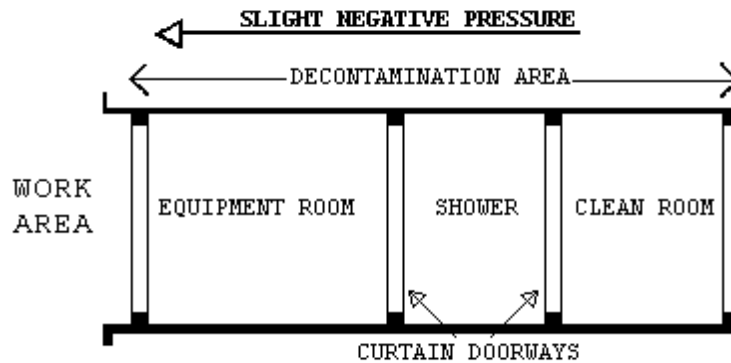 SLIGHT NEGATIVE PRESSURE
DECONTAMINATION AREA
WORK
AREA
EQUIPMENT ROOM
SHOWER
CLEAN ROOM
CURTAIN DOORWAYS